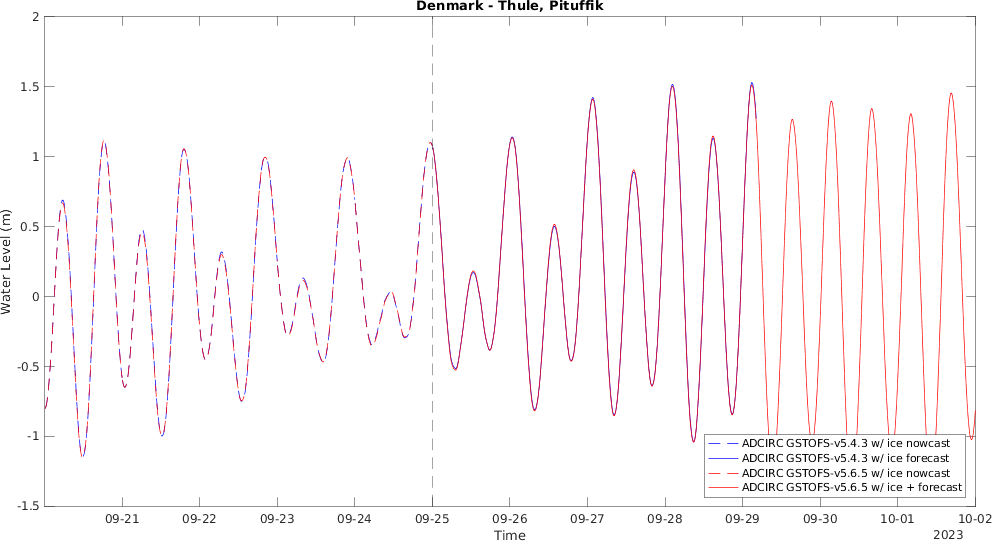 Denmark - Thule, Pituffik
2
1.5
1
0.5
0
-0.5
-1
-1.5
Water Level (m)
ADCIRC GSTOFS-v5.4.3 w/ ice nowcast
ADCIRC GSTOFS-v5.4.3 w/ ice forecast
ADCIRC GSTOFS-v5.6.5 w/ ice nowcast
ADCIRC GSTOFS-v5.6.5 w/ ice + forecast
09-21 09-22 09-23 09-24 09-25 09-26 09-27 09-28 09-29 09-30 10-01 10-02
Time
2023